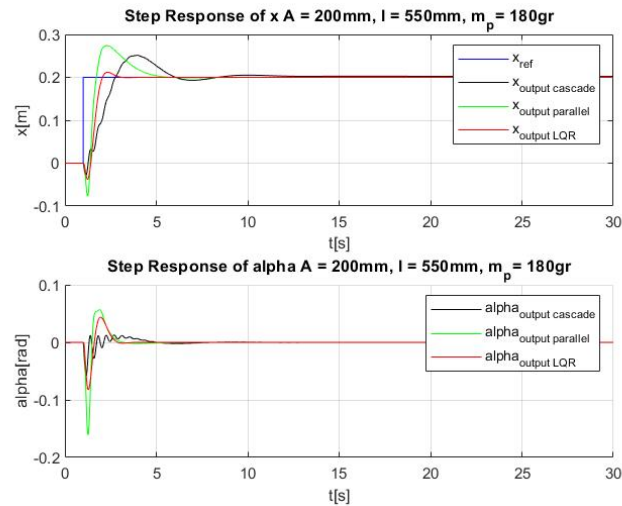 Step Response of x A = 200mm, l = 550mm, m_p = 180gr
0.3
0.2
0.1
0
-0.1
x[m]
x_ref
x_output cascade
x_output parallel
x_output LQR
0 5 10 15 20 25 30
t[s]
Step Response of alpha A = 200mm, l = 550mm, m_p = 180gr
0.1
0
-0.1
-0.2
alpha[rad]
alpha_output cascade
alpha_output parallel
alpha_output LQR
0 5 10 15 20 25 30
t[s]